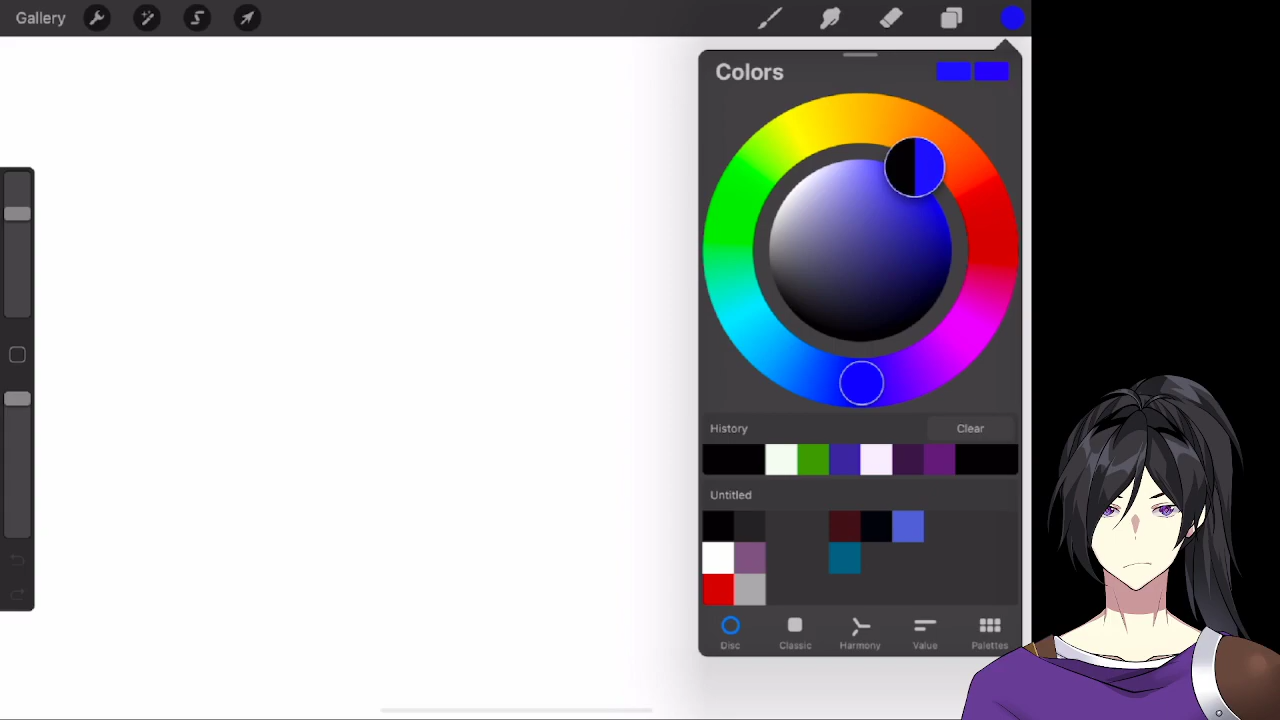 Gallery
Colors
History
Clear
Untitled
Disc
Classic
Harmony
Value
Palettes